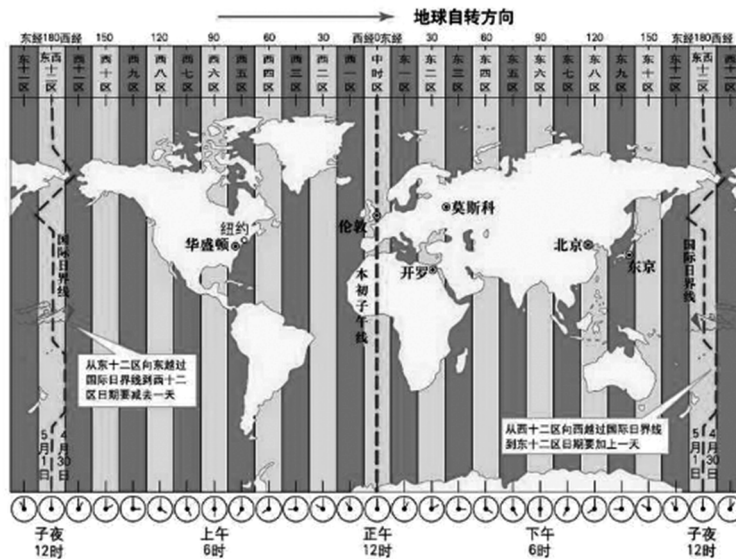 地球自转方向
东经180西经 150 120 90 60 30 西经0东经 30 60 90 120 150 东经180西经
东十二区 东西十二区 西十一区 西十区 西九区 西八区 西七区 西六区 西五区 西四区 西三区 西二区 西一区 中时区 东一区 东二区 东三区 东四区 东五区 东六区 东七区 东八区 东九区 东十区 东十一区 东西十二区 西十一区
莫斯科
纽约
伦敦
华盛顿
北京
东京
开罗
国际日界线
本初子午线
国际日界线
从东十二区向东越过
国际日界线到西十二
区日期要减去一天
从西十二区向西越过国际日界线
到东十二区日期要加上一天
5月1日
4月30日
5月1日
4月30日
子夜 上午 正午 下午 子夜
12时 6时 12时 6时 12时